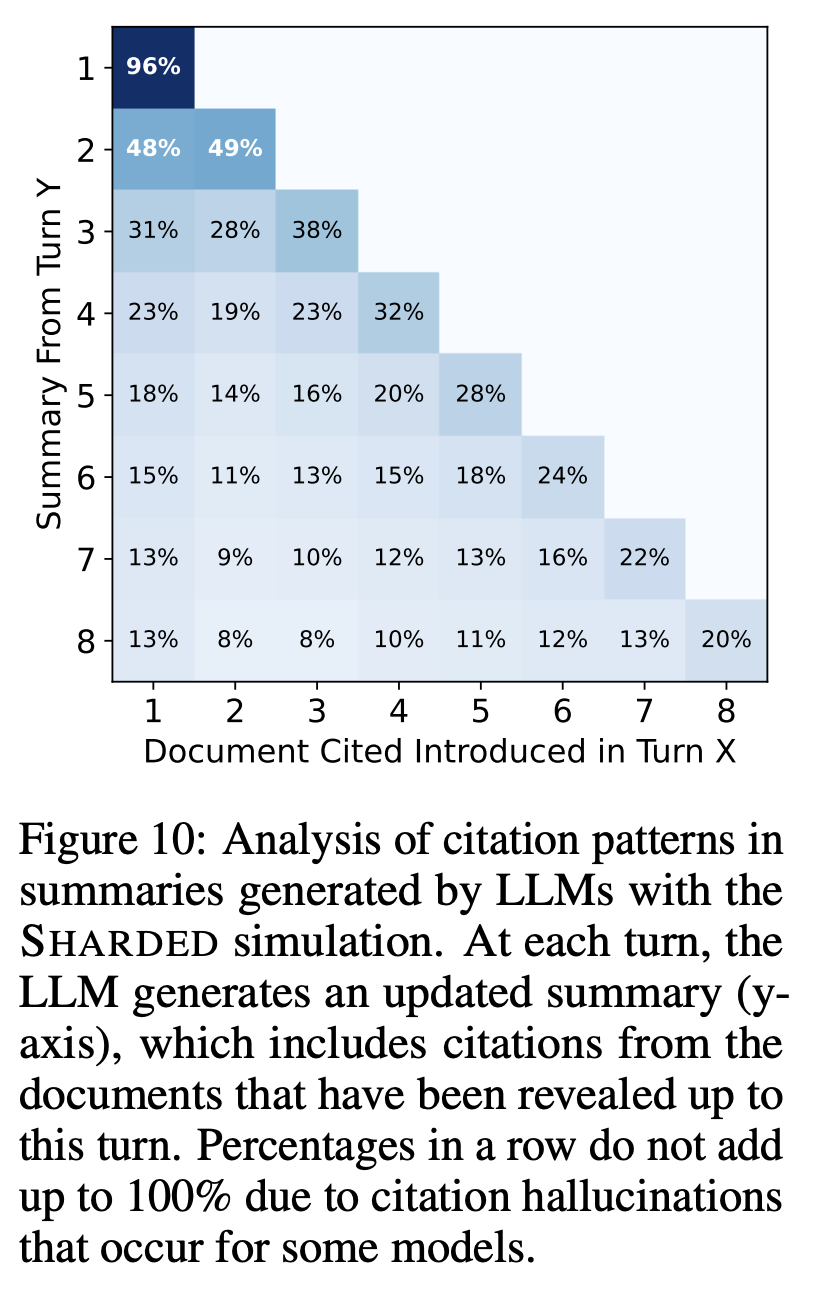 1 96%
2 48% 49%
3 31% 28% 38%
4 23% 19% 23% 32%
5 18% 14% 16% 20% 28%
6 15% 11% 13% 15% 18% 24%
7 13% 9% 10% 12% 13% 16% 22%
8 13% 8% 8% 10% 11% 12% 13% 20%
Summary From Turn Y
1 2 3 4 5 6 7 8
Document Cited Introduced in Turn X
Figure 10: Analysis of citation patterns in
summaries generated by LLMs with the
SHARDED simulation. At each turn, the
LLM generates an updated summary (y-
axis), which includes citations from the
documents that have been revealed up to
this turn. Percentages in a row do not add
up to 100% due to citation hallucinations
that occur for some models.